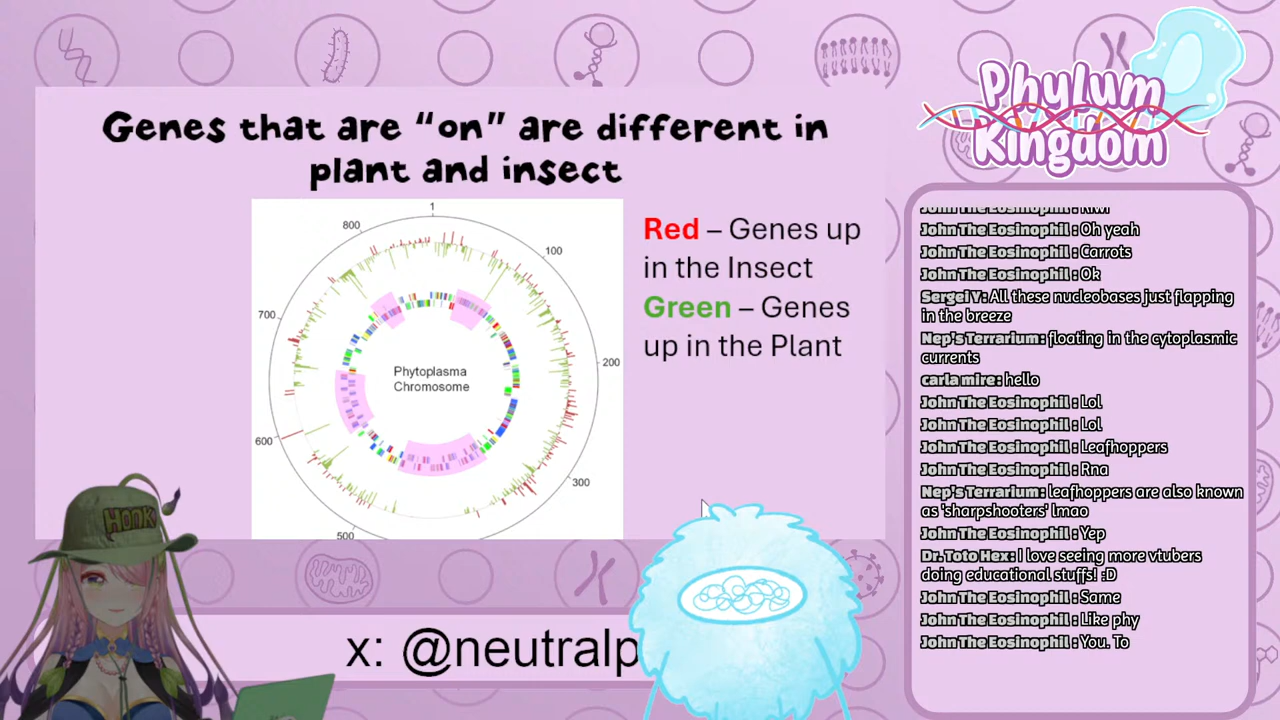 Genes that are “on” are different in
plant and insect
1
100
200
300
500
600
700
800
Phytoplasma
Chromosome
Red – Genes up
in the Insect
Green – Genes
up in the Plant
Honk
x: @neutralp
Phylum
Kingdom
John The Eosinophil : Kiwi
John The Eosinophil : Oh yeah
John The Eosinophil : Carrots
John The Eosinophil : Ok
Sergei Y: All these nucleobases just flapping
in the breeze
Nep's Terrarium: floating in the cytoplasmic
currents
carla mire : hello
John The Eosinophil : Lol
John The Eosinophil : Lol
John The Eosinophil : Leafhoppers
John The Eosinophil : Rna
Nep's Terrarium: leafhoppers are also known
as 'sharpshooters' lmao
John The Eosinophil : Yep
Dr. Toto Hex: I love seeing more vtubers
doing educational stuffs! :D
John The Eosinophil : Same
John The Eosinophil : Like phy
John The Eosinophil : You. To